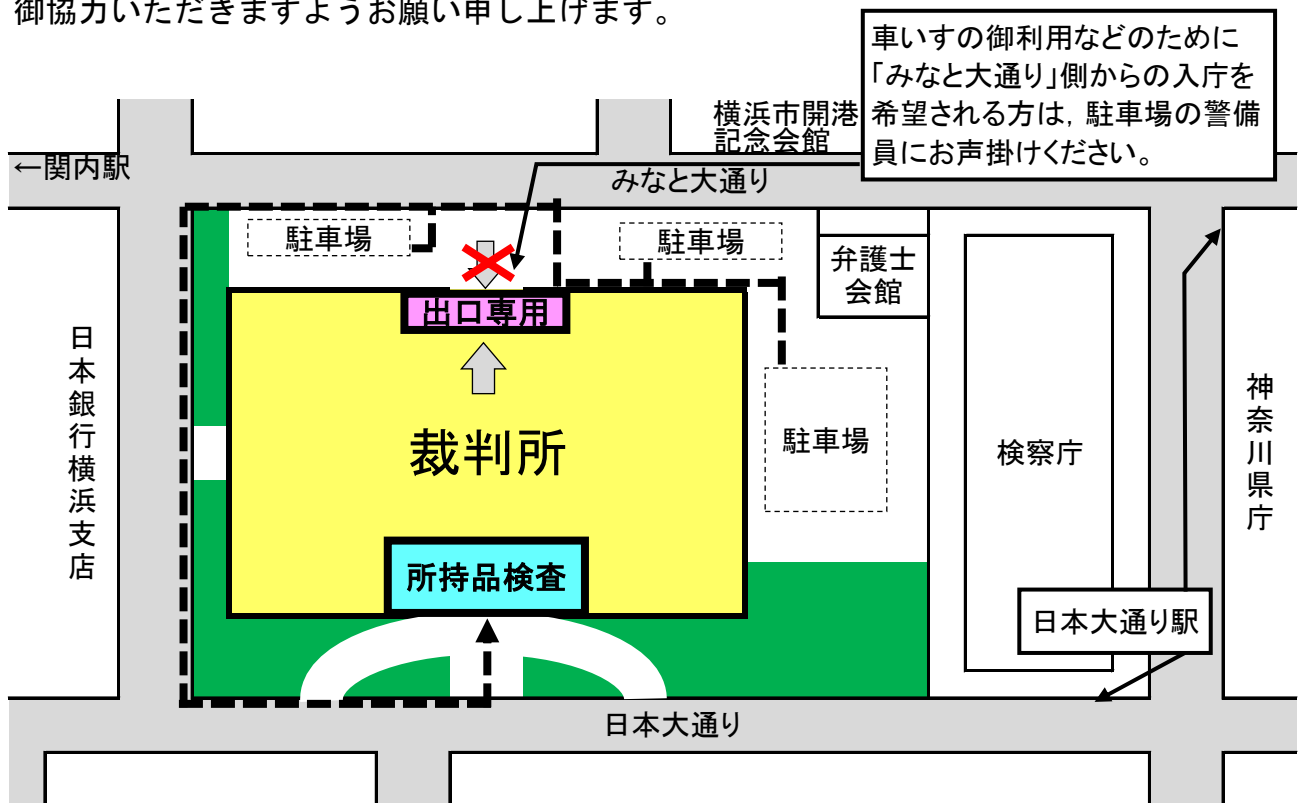 御協力いただきますようお願い申し上げます。
車いすの御利用などのために
「みなと大通り」側からの入庁を
希望される方は，駐車場の警備
員にお声掛けください。
横浜市開港
記念会館
←関内駅
みなと大通り
駐車場
駐車場
弁護士
会館
出口専用
日本銀行横浜支店
裁判所
駐車場
検察庁
神奈川県庁
所持品検査
日本大通り駅
日本大通り